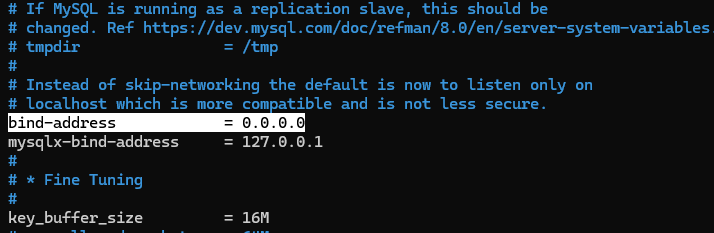 # If MySQL is running as a replication slave, this should be
# changed. Ref https://dev.mysql.com/doc/refman/8.0/en/server-system-variables.
# tmpdir = /tmp
#
# Instead of skip-networking the default is now to listen only on
# localhost which is more compatible and is not less secure.
bind-address = 0.0.0.0
mysqlx-bind-address = 127.0.0.1
#
# * Fine Tuning
#
key_buffer_size = 16M